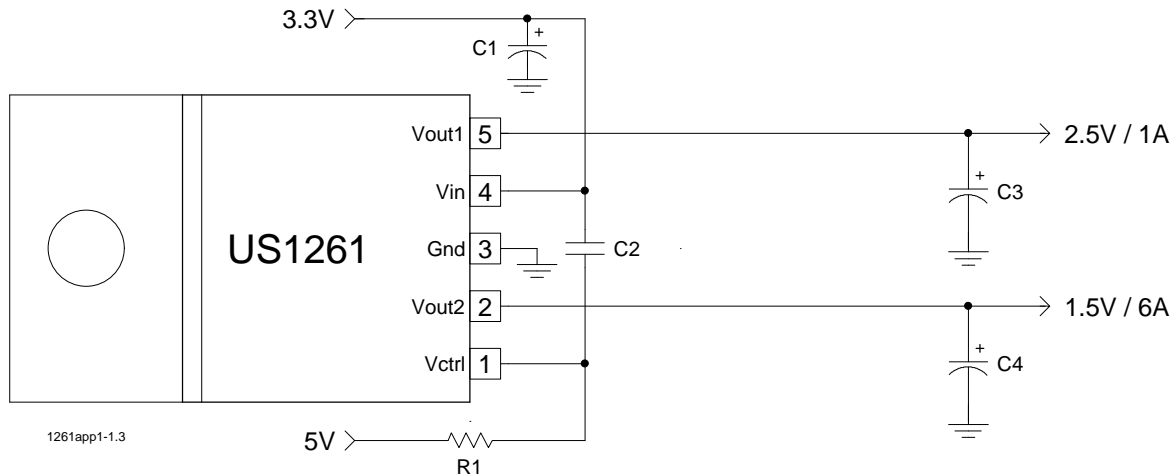 3.3V
+
C1
Vout1 5
2.5V / 1A
+
C3
Vin 4
US1261
Gnd 3
C2
Vout2 2
1.5V / 6A
+
C4
Vctrl 1
1261app1-1.3
5V
R1